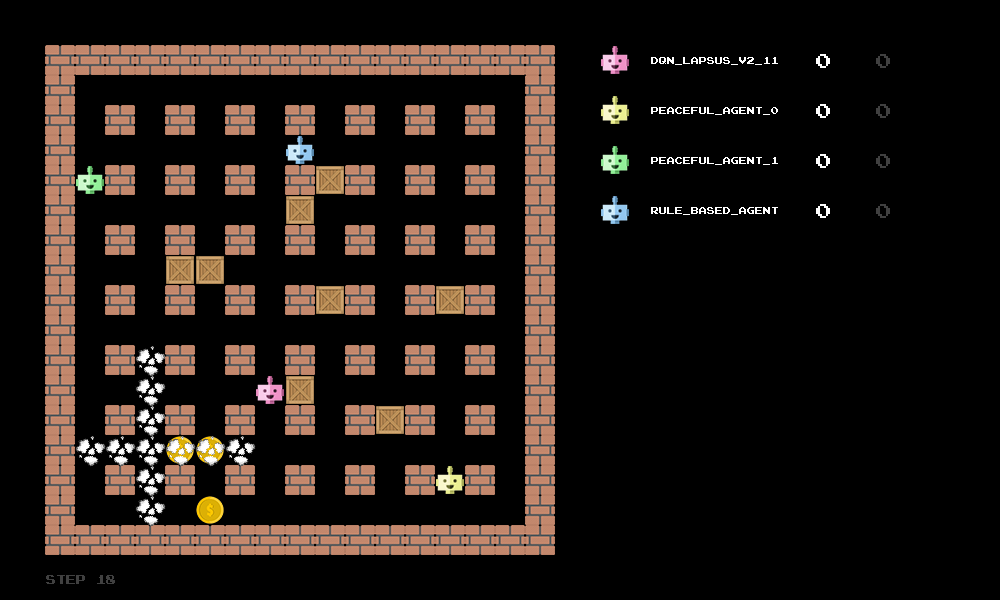 DQN_LAPSUS_V2_11 0 0
PEACEFUL_AGENT_0 0 0
PEACEFUL_AGENT_1 0 0
RULE_BASED_AGENT 0 0
STEP 18